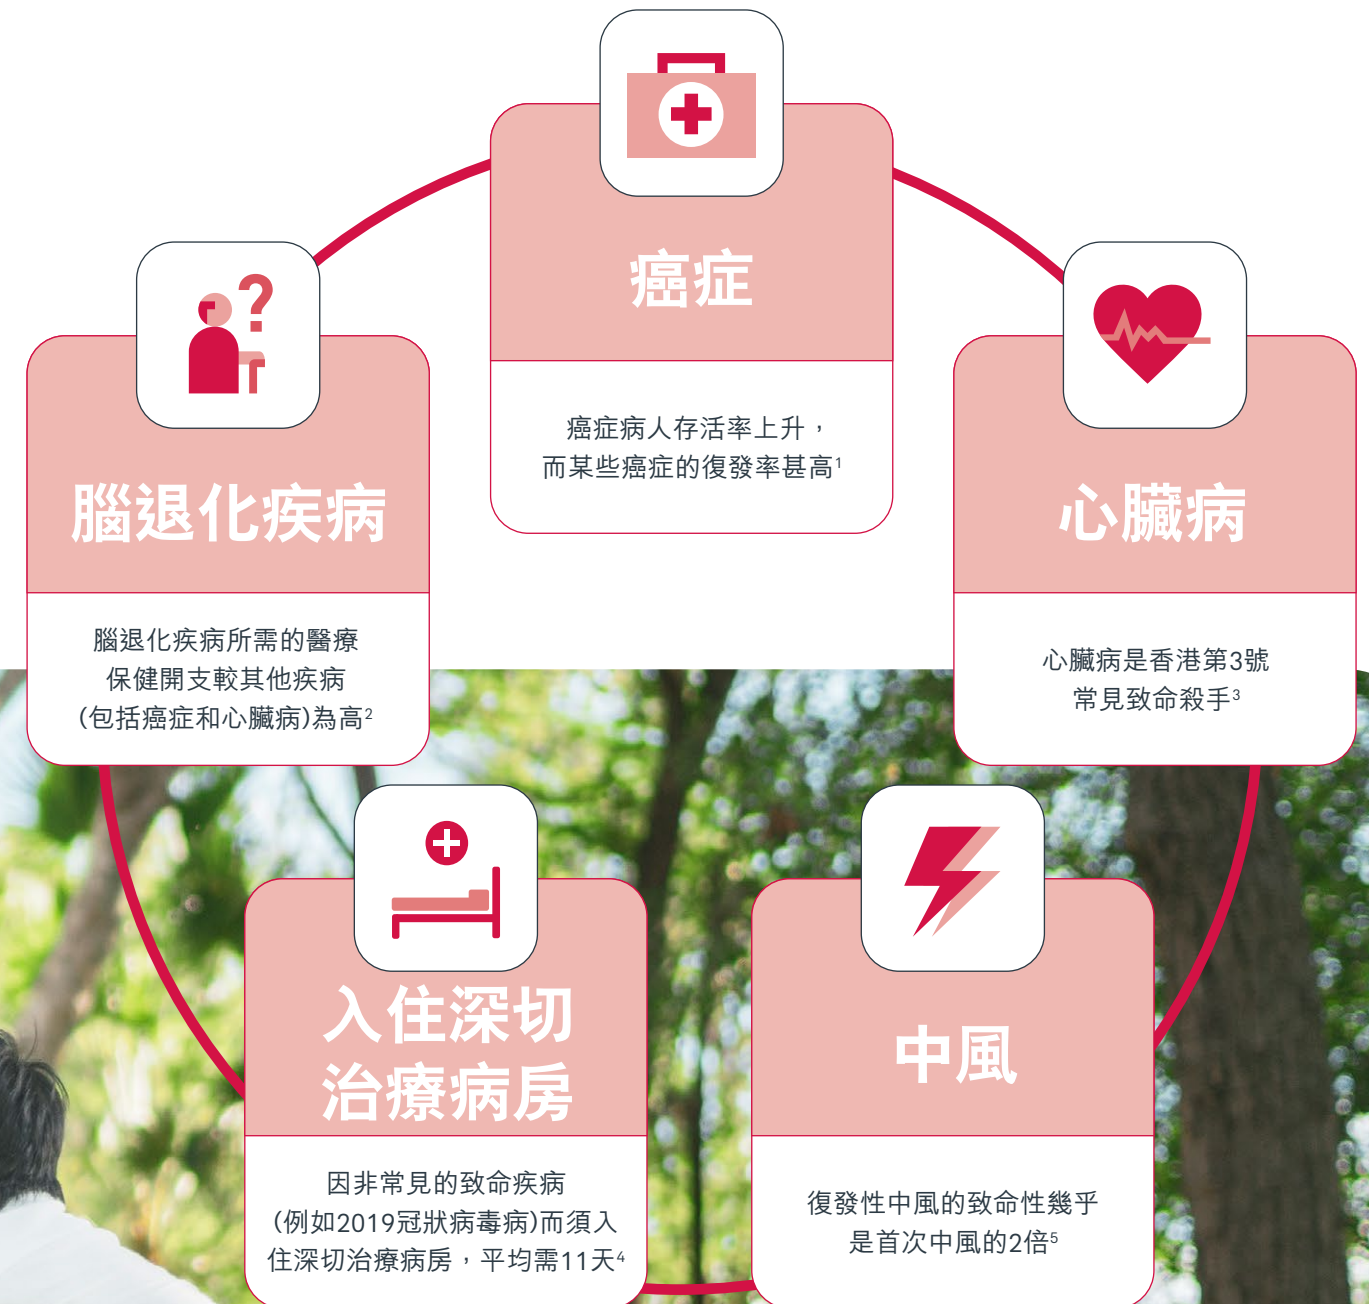 癌症
癌症病人存活率上升，
而某些癌症的復發率甚高1
腦退化疾病
腦退化疾病所需的醫療
保健開支較其他疾病
(包括癌症和心臟病)為高2
心臟病
心臟病是香港第3號
常見致命殺手3
入住深切
治療病房
因非常見的致命疾病
(例如2019冠狀病毒病)而須入
住深切治療病房，平均需11天4
中風
復發性中風的致命性幾乎
是首次中風的2倍5